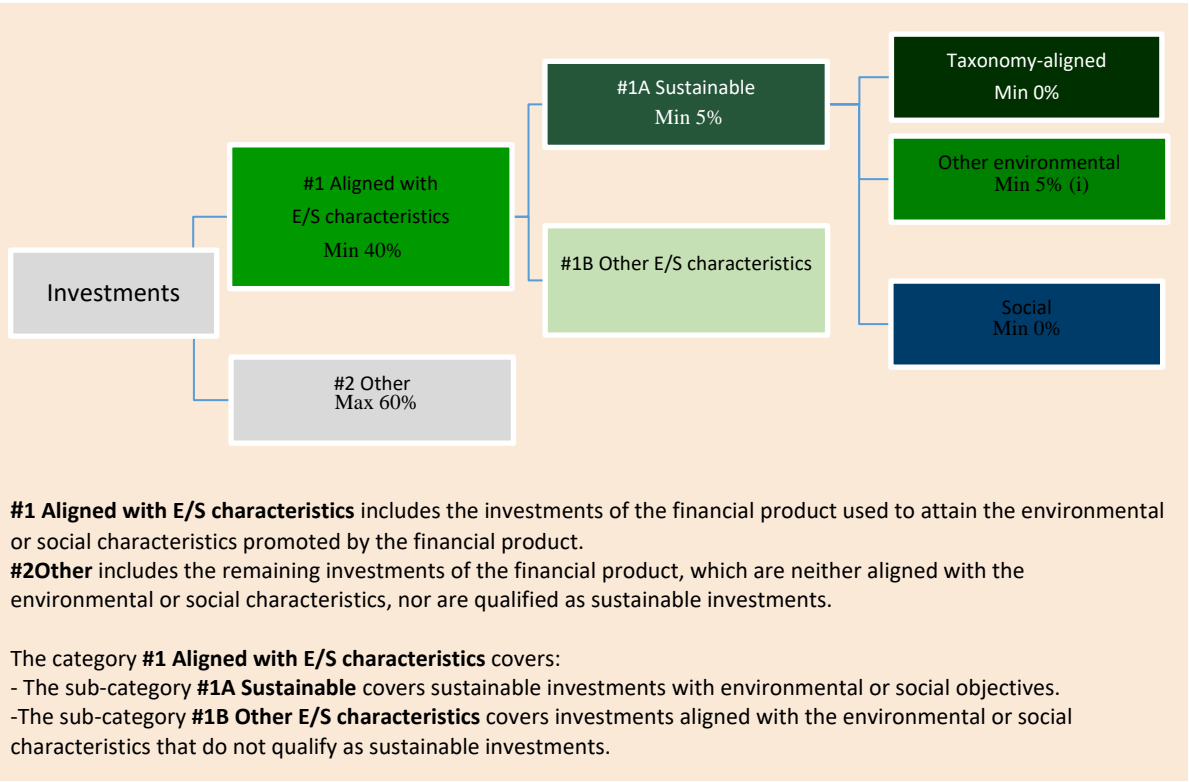 Taxonomy-aligned
Min 0%
#1A Sustainable
Min 5%
Other environmental
Min 5% (i)
#1 Aligned with
E/S characteristics
Min 40%
#1B Other E/S characteristics
Investments
Social
Min 0%
#2 Other
Max 60%
#1 Aligned with E/S characteristics includes the investments of the financial product used to attain the environmental
or social characteristics promoted by the financial product.
#2Other includes the remaining investments of the financial product, which are neither aligned with the
environmental or social characteristics, nor are qualified as sustainable investments.
The category #1 Aligned with E/S characteristics covers:
- The sub-category #1A Sustainable covers sustainable investments with environmental or social objectives.
-The sub-category #1B Other E/S characteristics covers investments aligned with the environmental or social
characteristics that do not qualify as sustainable investments.